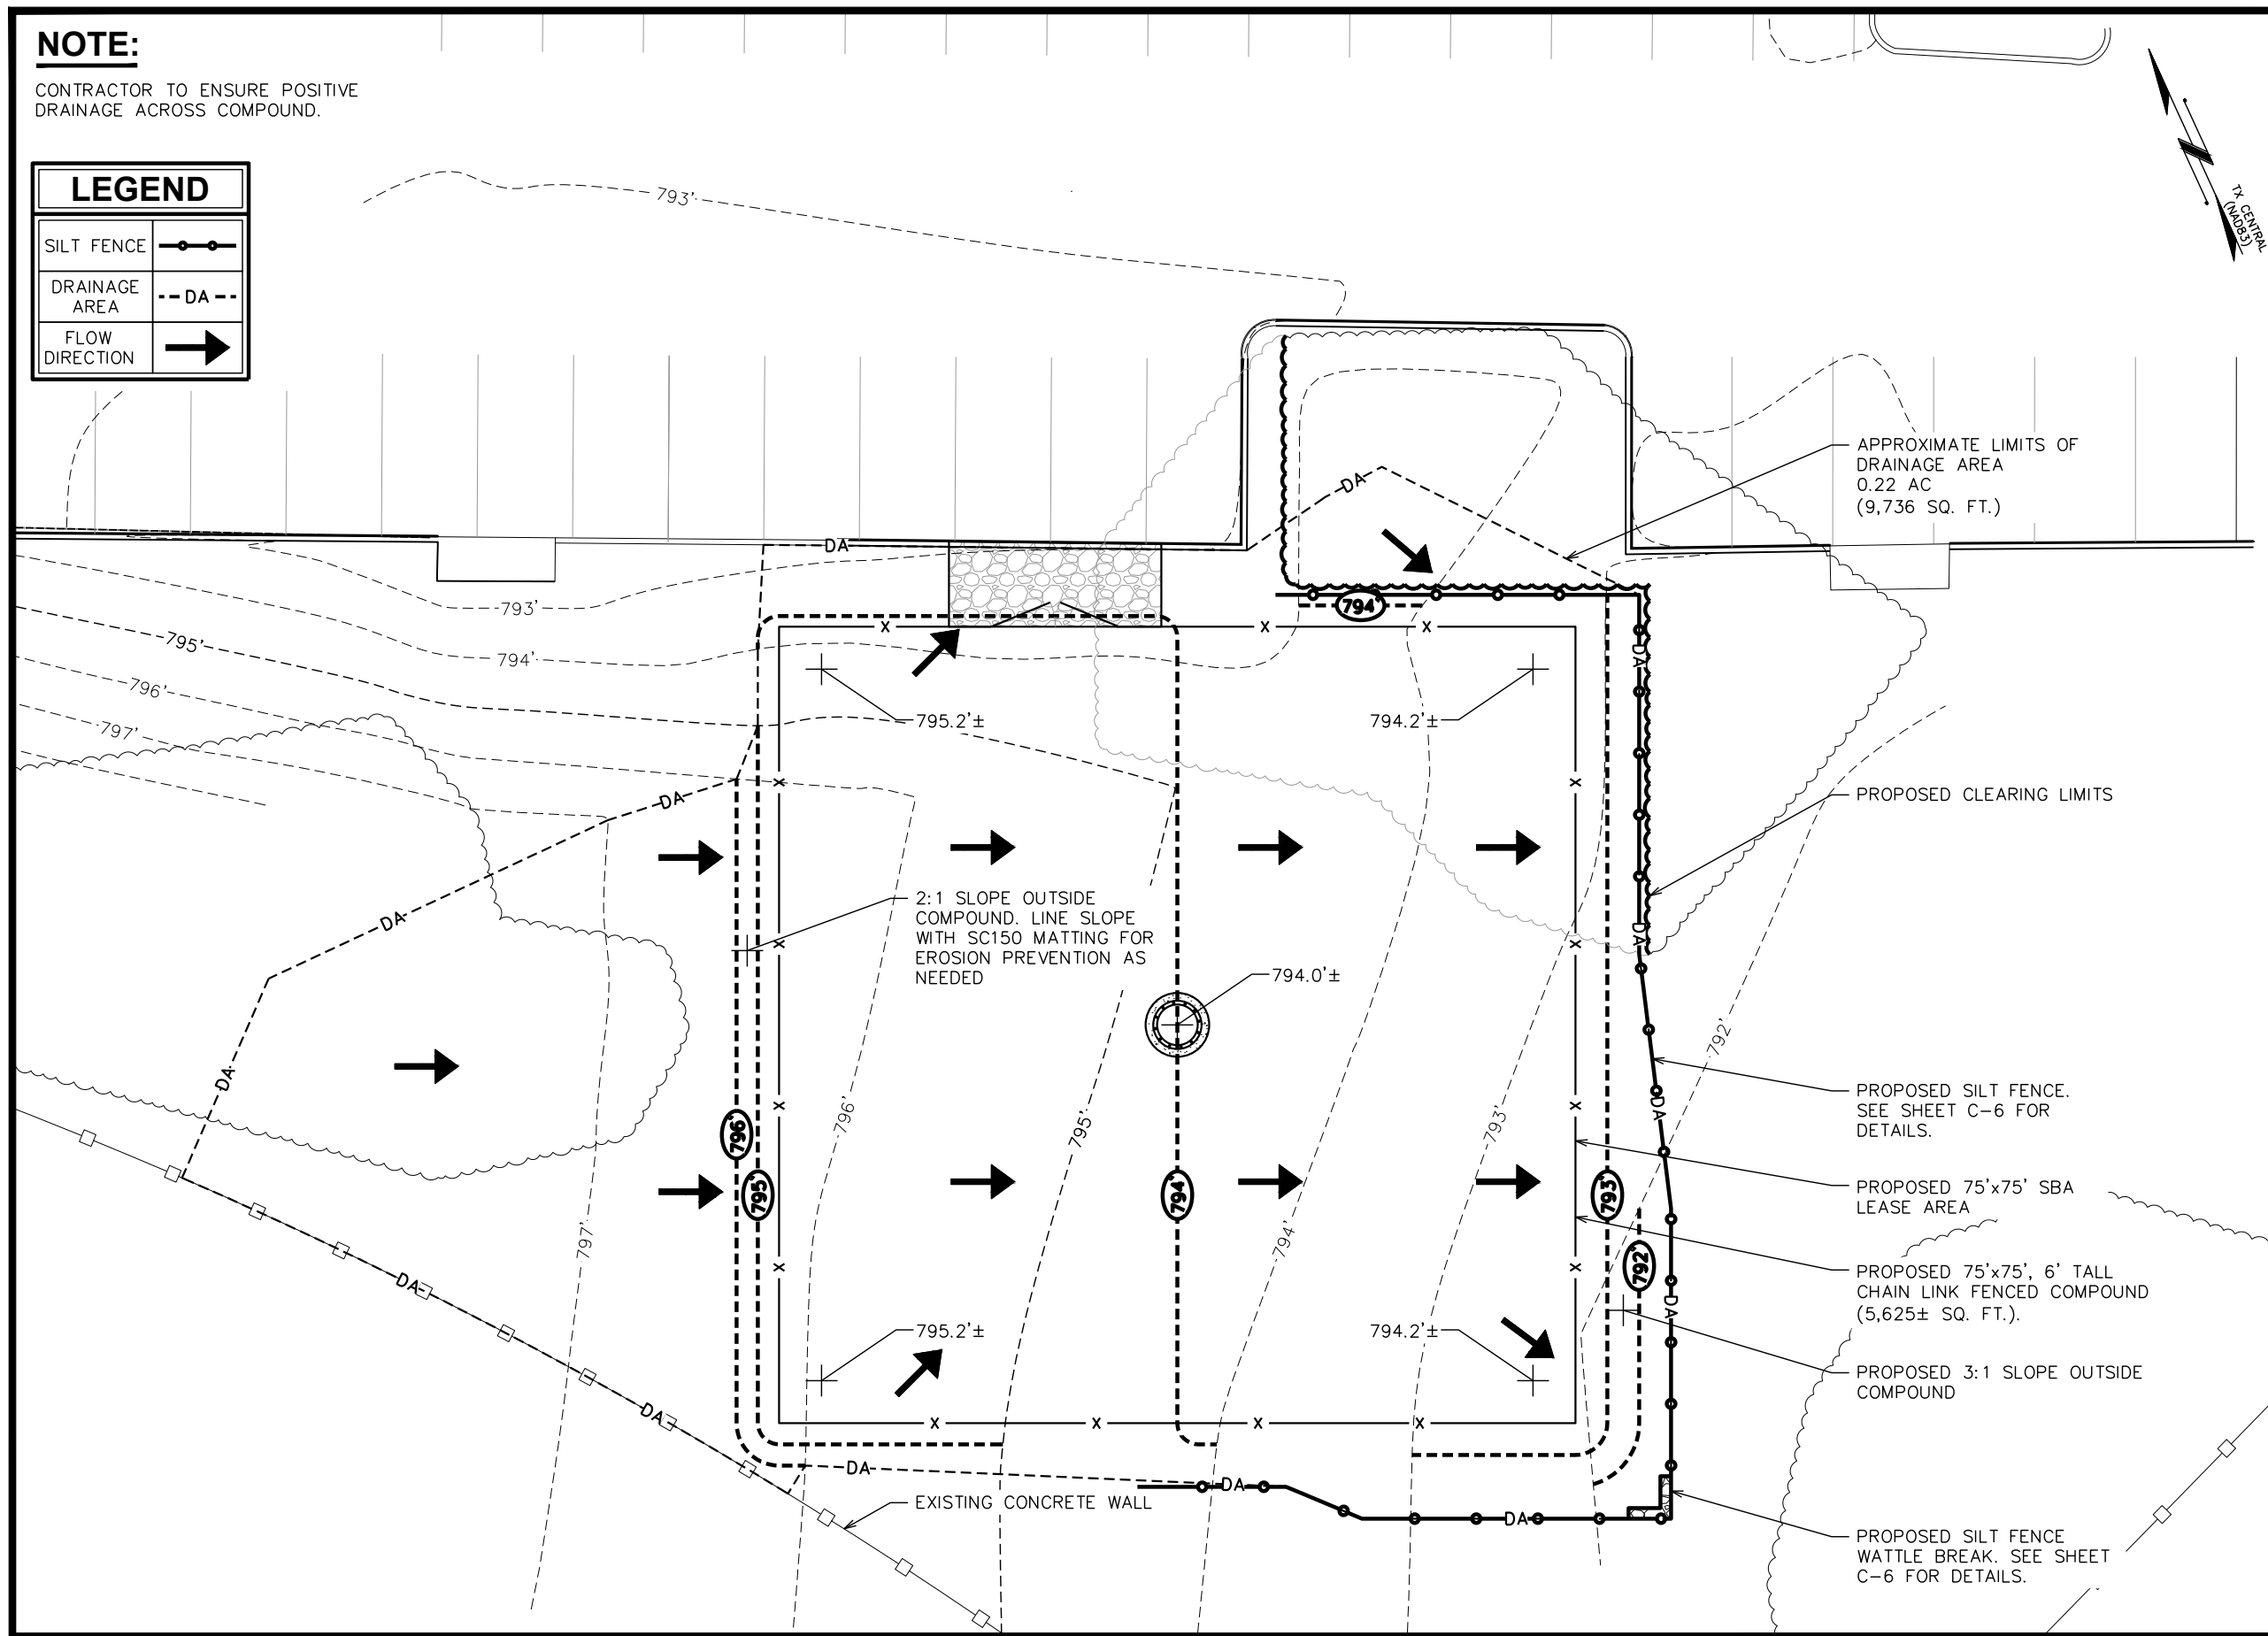 NOTE:
CONTRACTOR TO ENSURE POSITIVE
DRAINAGE ACROSS COMPOUND.
LEGEND
SILT FENCE
DRAINAGE
AREA
DA
FLOW
DIRECTION
TX CENTRAL
(NAD83)
793'
DA
APPROXIMATE LIMITS OF
DRAINAGE AREA
0.22 AC
(9,736 SQ. FT.)
DA
793'
794'
795'
794'
X
X
X
DA
796'
795.2'±
794.2'±
797'
X
X
DA
PROPOSED CLEARING LIMITS
2:1 SLOPE OUTSIDE
COMPOUND. LINE SLOPE
WITH SC150 MATTING FOR
EROSION PREVENTION AS
NEEDED
DA
DA
X
X
794.0'±
792'
DA
PROPOSED SILT FENCE.
SEE SHEET C-6 FOR
DETAILS.
X
X
DA
796'
796'
795'
793'
795'
794'
793'
PROPOSED 75'x75' SBA
LEASE AREA
797'
794'
792'
X
X
DA
DA
PROPOSED 75'x75', 6' TALL
CHAIN LINK FENCED COMPOUND
(5,625± SQ. FT.).
795.2'±
794.2'±
PROPOSED 3:1 SLOPE OUTSIDE
COMPOUND
DA
X
X
X
X
DA
DA
EXISTING CONCRETE WALL
DA
PROPOSED SILT FENCE
WATTLE BREAK. SEE SHEET
C-6 FOR DETAILS.